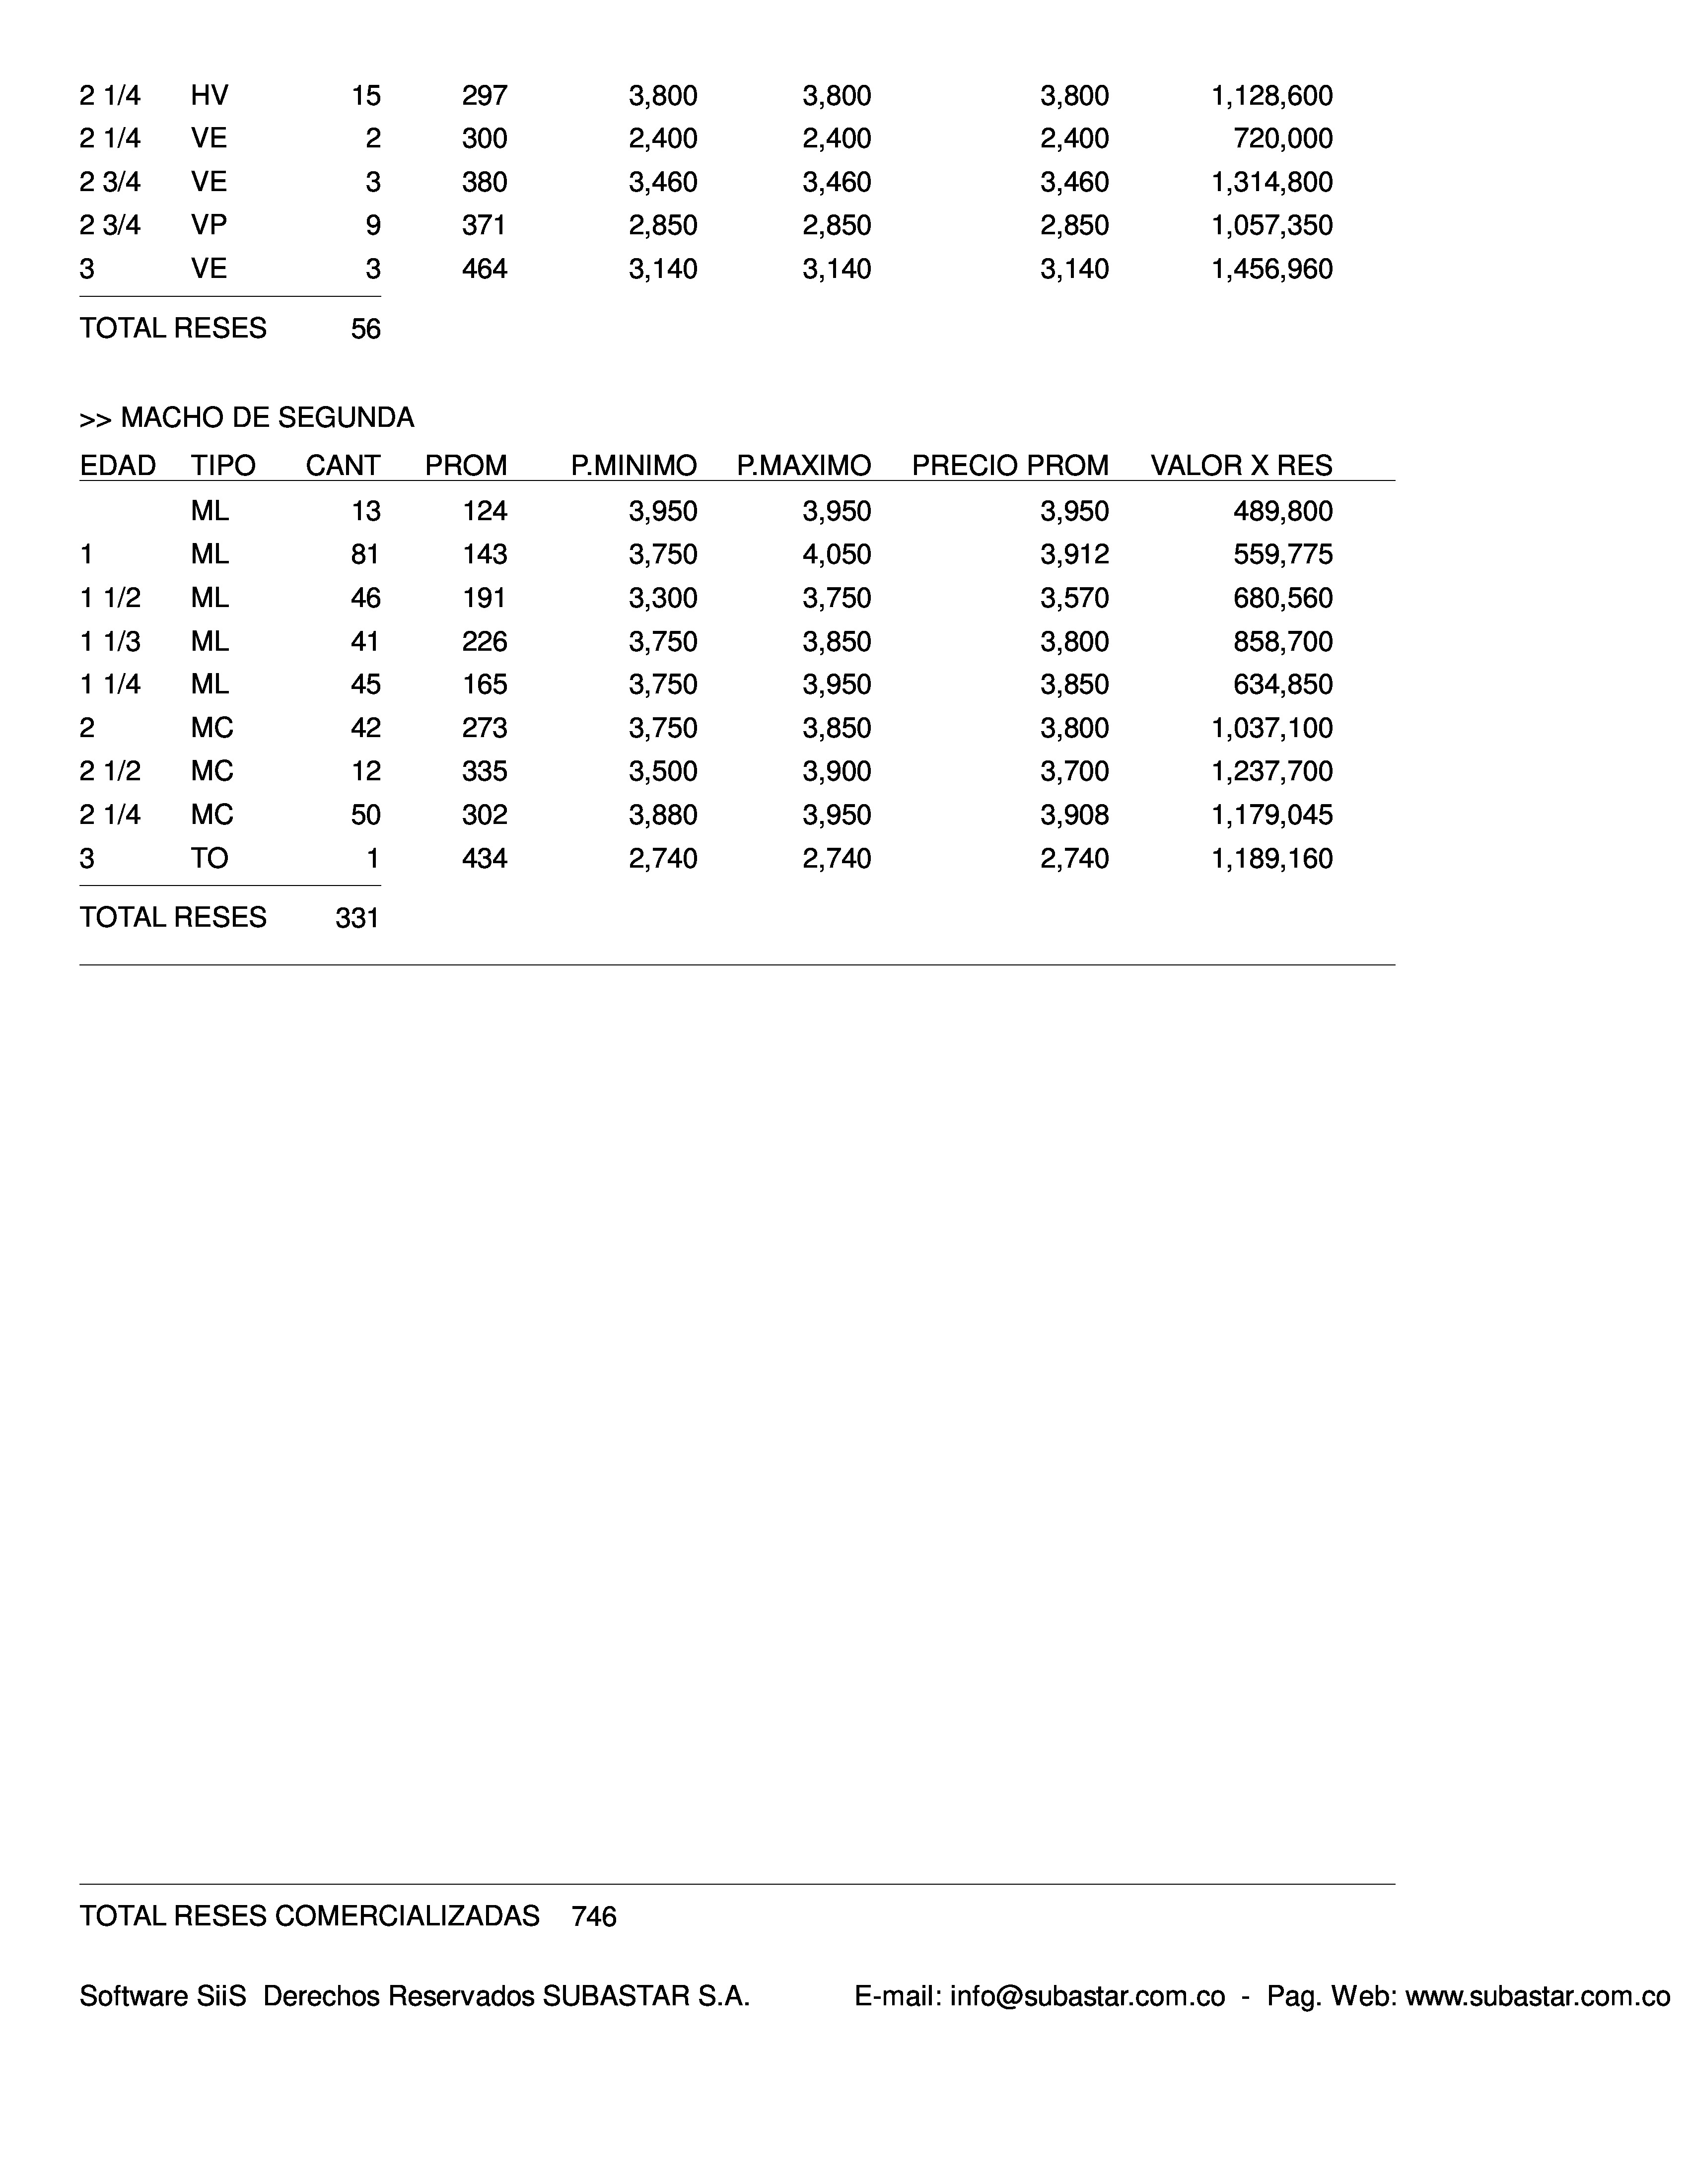 2 1/4 HV 15 297 3,800 3,800 3,800 1,128,600
2 1/4 VE 2 300 2,400 2,400 2,400 720,000
2 3/4 VE 3 380 3,460 3,460 3,460 1,314,800
2 3/4 VP 9 371 2,850 2,850 2,850 1,057,350
3 VE 3 464 3,140 3,140 3,140 1,456,960
TOTAL RESES 56
>> MACHO DE SEGUNDA
EDAD TIPO CANT PROM P.MINIMO P.MAXIMO PRECIO PROM VALOR X RES
ML 13 124 3,950 3,950 3,950 489,800
1 ML 81 143 3,750 4,050 3,912 559,775
1 1/2 ML 46 191 3,300 3,750 3,570 680,560
1 1/3 ML 41 226 3,750 3,850 3,800 858,700
1 1/4 ML 45 165 3,750 3,950 3,850 634,850
2 MC 42 273 3,750 3,850 3,800 1,037,100
2 1/2 MC 12 335 3,500 3,900 3,700 1,237,700
2 1/4 MC 50 302 3,880 3,950 3,908 1,179,045
3 TO 1 434 2,740 2,740 2,740 1,189,160
TOTAL RESES 331
TOTAL RESES COMERCIALIZADAS 746
Software SiiS Derechos Reservados SUBASTAR S.A. E-mail: info@subastar.com.co - Pag. Web: www.subastar.com.co